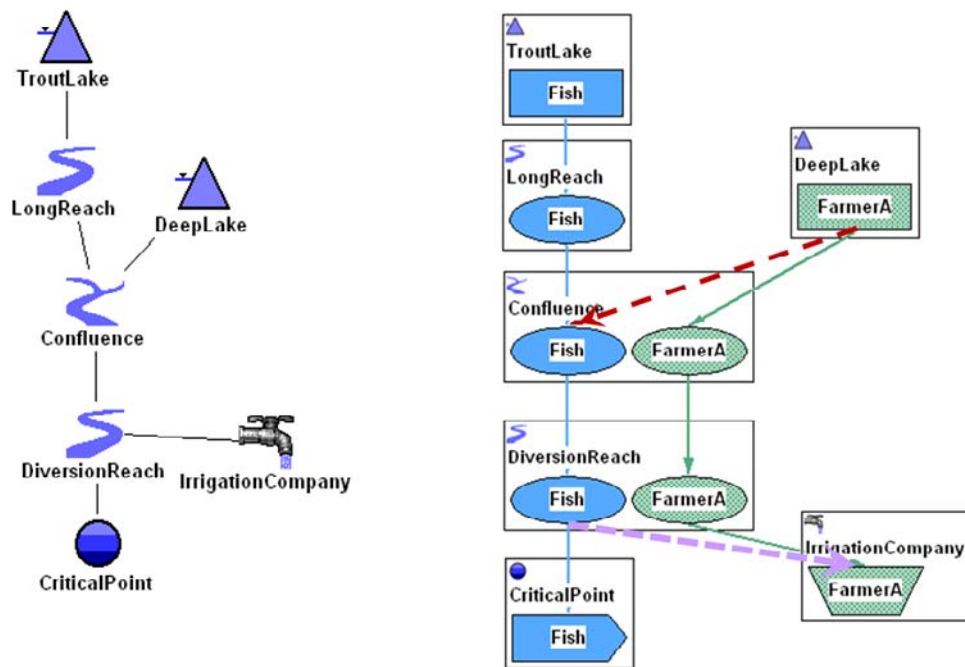 TroutLake
LongReach
DeepLake
Confluence
DiversionReach
IrrigationCompany
CriticalPoint
TroutLake
Fish
LongReach
Fish
DeepLake
FarmerA
Confluence
Fish
FarmerA
DiversionReach
Fish
FarmerA
IrrigationCompany
FarmerA
CriticalPoint
Fish